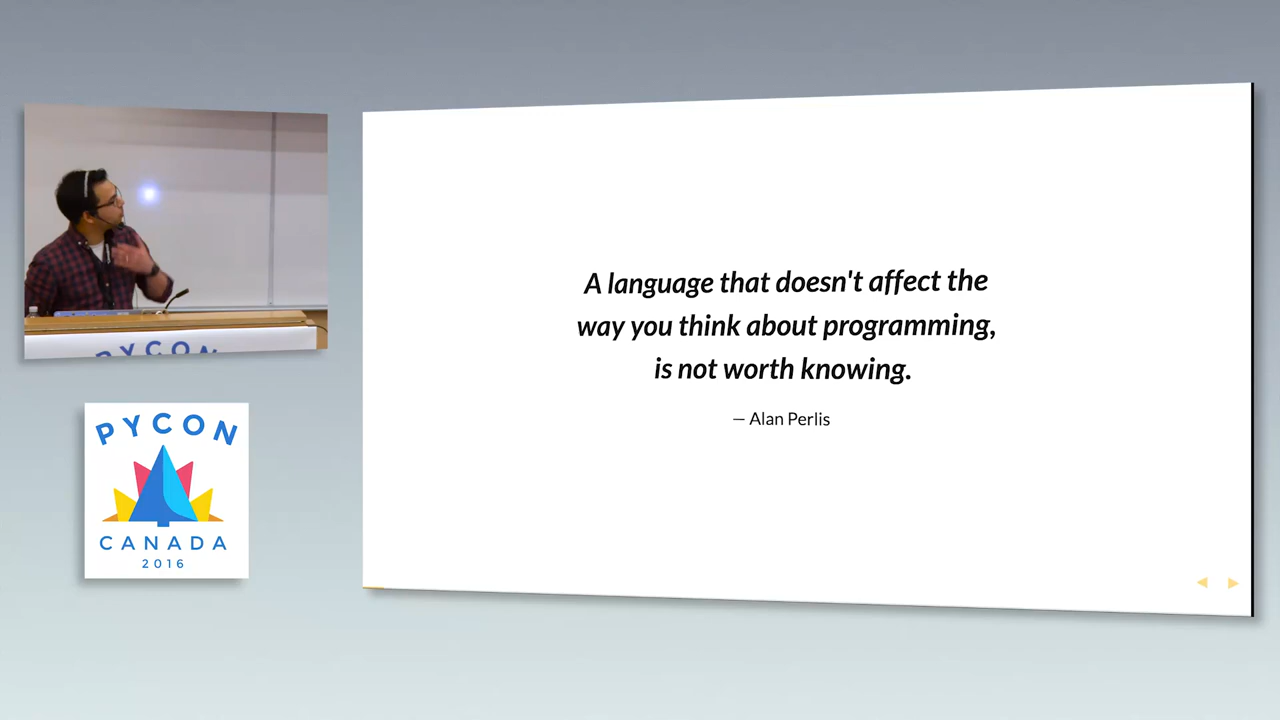 PYCON
PYCON
CANADA
2016
A language that doesn't affect the
way you think about programming,
is not worth knowing.
— Alan Perlis